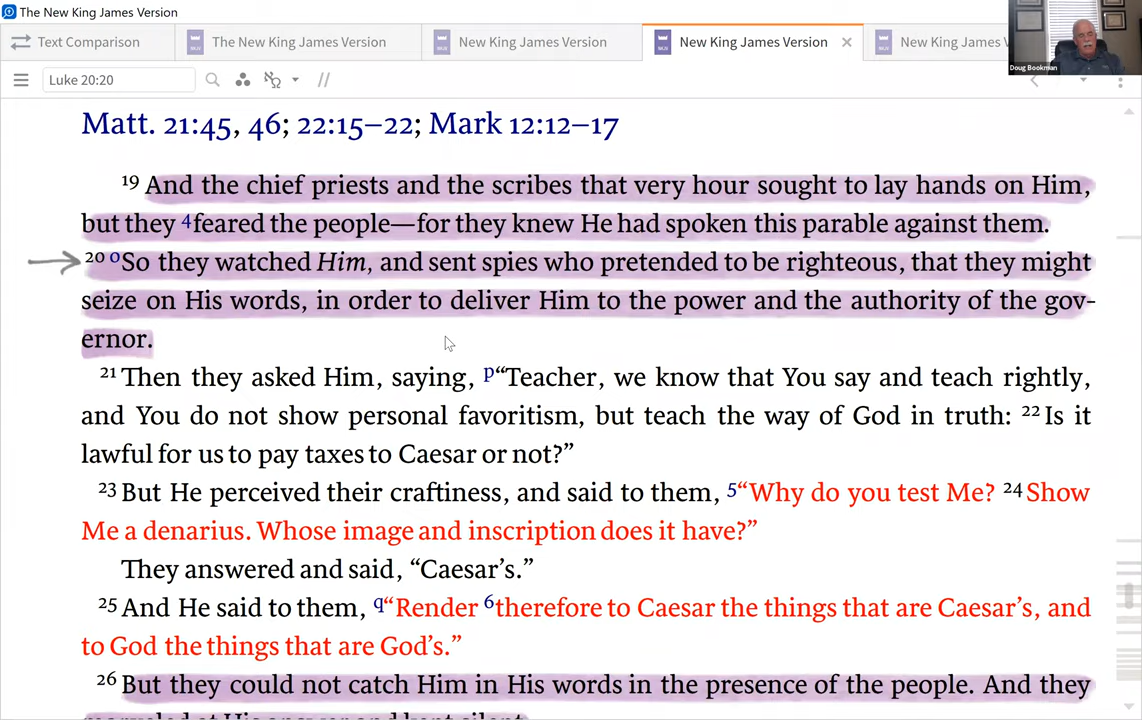 The New King James Version
Text Comparison
The New King James Version
New King James Version
New King James Version
New King James V
Doug Bookman
Luke 20:20
Matt. 21:45, 46; 22:15–22; Mark 12:12–17
19 And the chief priests and the scribes that very hour sought to lay hands on Him,
but they 4feared the people—for they knew He had spoken this parable against them.
20 oSo they watched Him, and sent spies who pretended to be righteous, that they might
seize on His words, in order to deliver Him to the power and the authority of the gov-
ernor.
21 Then they asked Him, saying, p“Teacher, we know that You say and teach rightly,
and You do not show personal favoritism, but teach the way of God in truth: 22 Is it
lawful for us to pay taxes to Caesar or not?”
23 But He perceived their craftiness, and said to them, 5“Why do you test Me? 24 Show
Me a denarius. Whose image and inscription does it have?”
They answered and said, “Caesar’s.”
25 And He said to them, q“Render 6therefore to Caesar the things that are Caesar’s, and
to God the things that are God’s.”
26 But they could not catch Him in His words in the presence of the people. And they
marveled at His answer and kept silent.